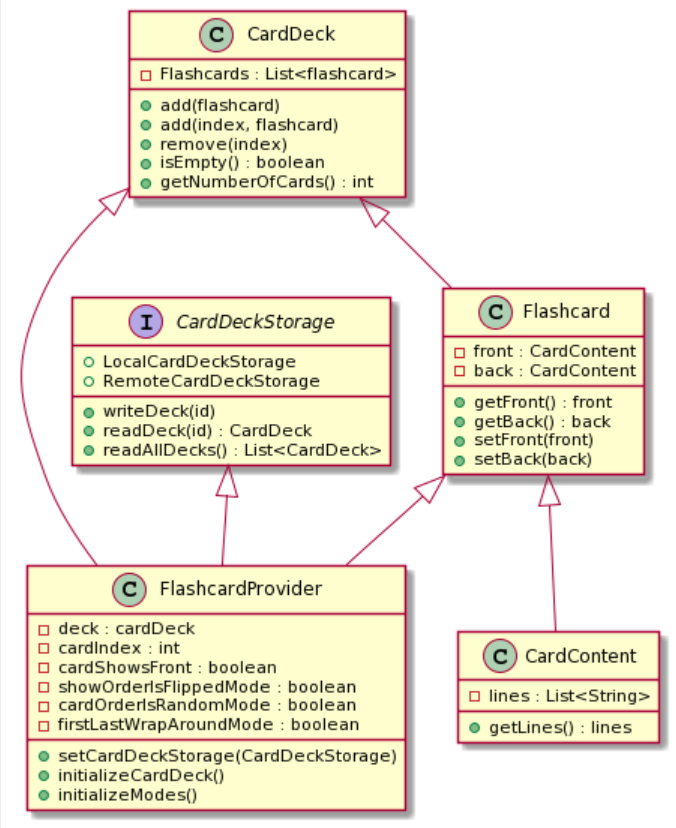 C CardDeck
Flashcards : List<flashcard>
add(flashcard)
add(index, flashcard)
remove(index)
isEmpty() : boolean
getNumberOfCards() : int
I CardDeckStorage
LocalCardDeckStorage
RemoteCardDeckStorage
writeDeck(id)
readDeck(id) : CardDeck
readAllDecks() : List<CardDeck>
C Flashcard
front : CardContent
back : CardContent
getFront() : front
getBack() : back
setFront(front)
setBack(back)
C FlashcardProvider
deck : cardDeck
cardIndex : int
cardShowsFront : boolean
showOrderIsFlippedMode : boolean
cardOrderIsRandomMode : boolean
firstLastWrapAroundMode : boolean
setCardDeckStorage(CardDeckStorage)
initializeCardDeck()
initializeModes()
C CardContent
lines : List<String>
getLines() : lines